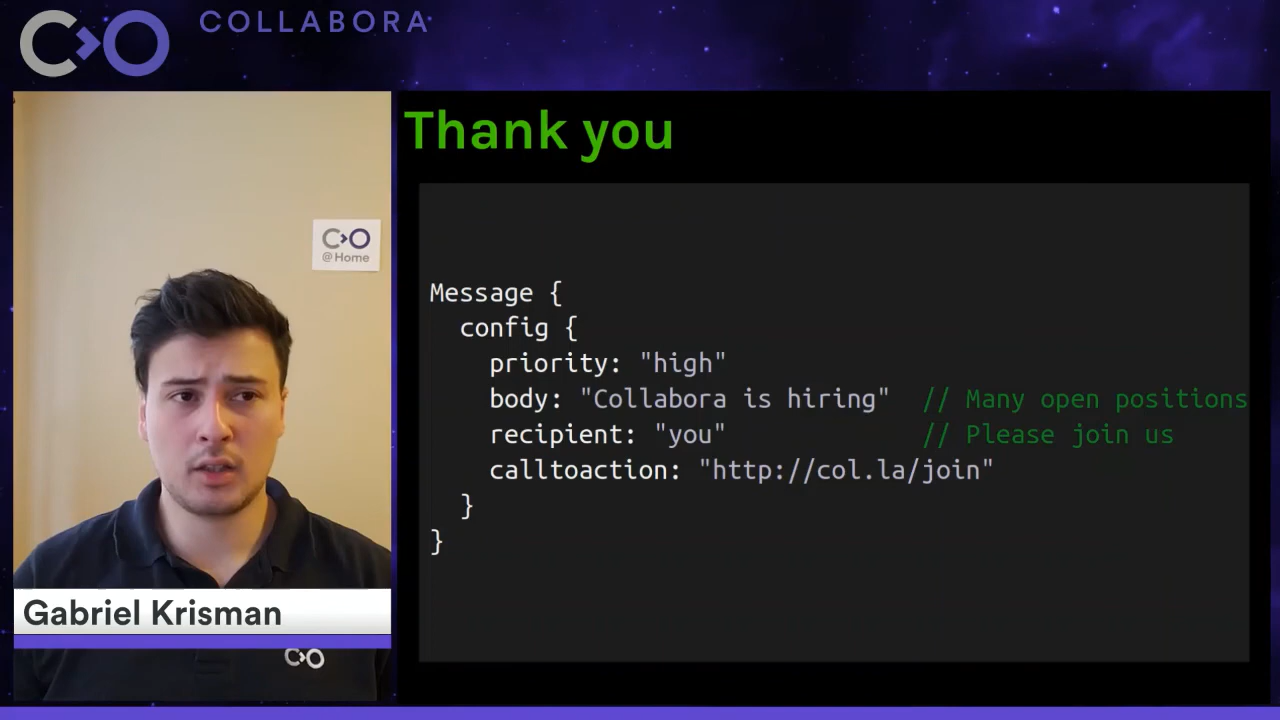 COLLABORA
Thank you
@Home
Message {
config {
priority: "high"
body: "Collabora is hiring" // Many open positions
recipient: "you" // Please join us
calltoaction: "http://col.la/join"
}
}
Gabriel Krisman